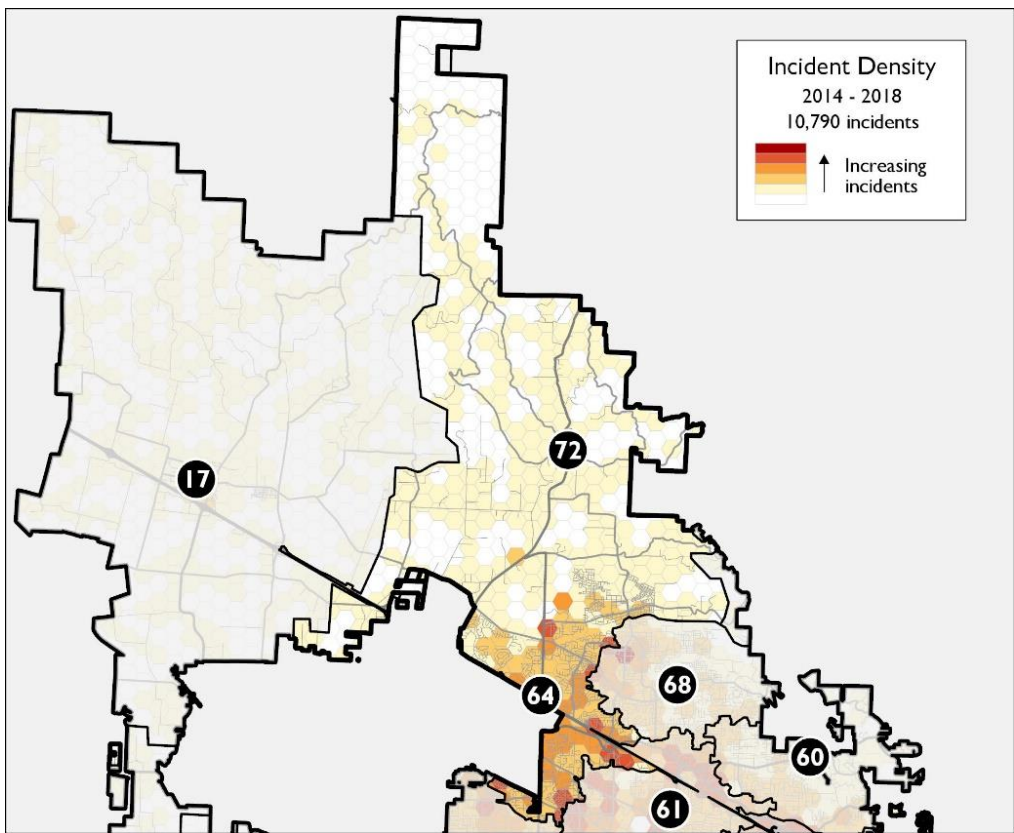 Incident Density
2014 - 2018
10,790 incidents
Increasing
incidents
72
17
64
68
60
61